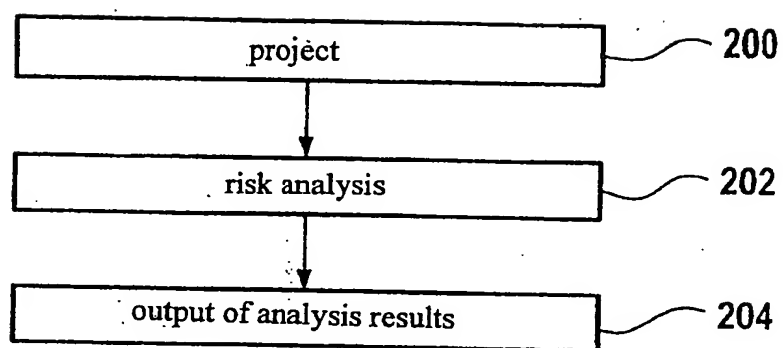 project 200
risk analysis 202
output of analysis results 204